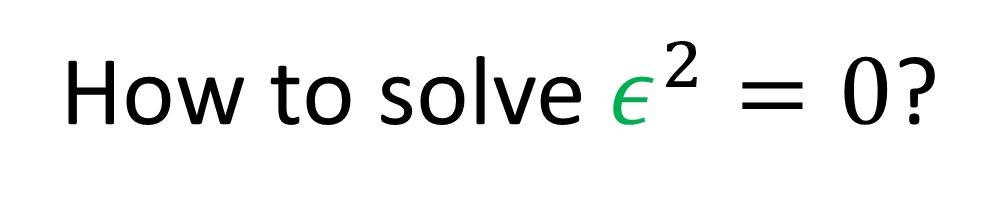 How to solve ϵ² = 0?